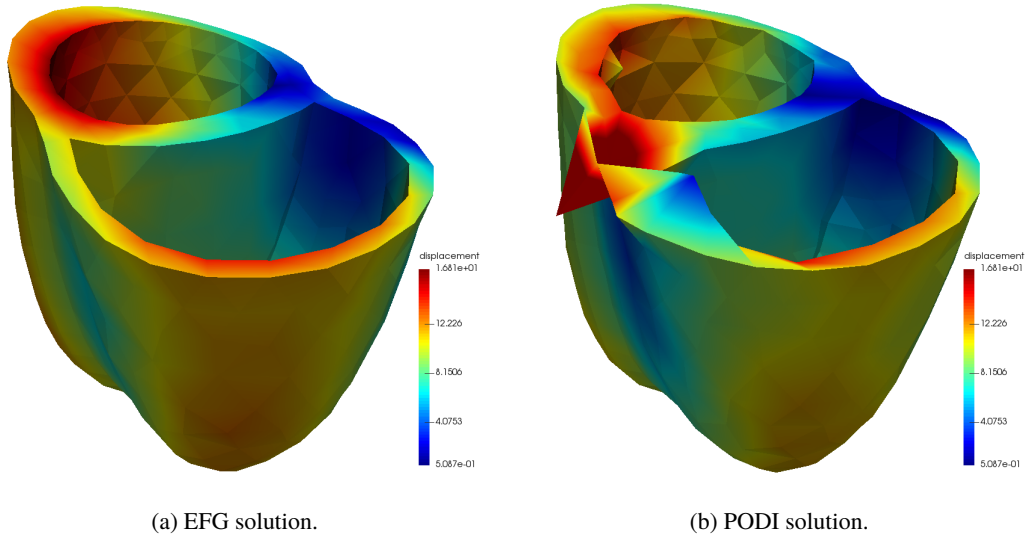 displacement
1.681e+01
12.226
8.1506
4.0753
5.087e-01
displacement
1.681e+01
12.226
8.1506
4.0753
5.087e-01
(a) EFG solution.
(b) PODI solution.